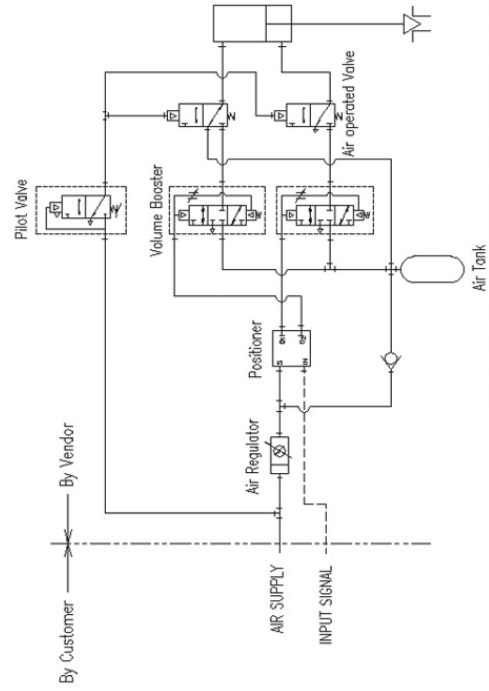 By Customer
By Vendor
AIR SUPPLY
INPUT SIGNAL
Air Regulator
Positioner
S
IN
Pilot Valve
Volume Booster
Air operated Valve
Air Tank